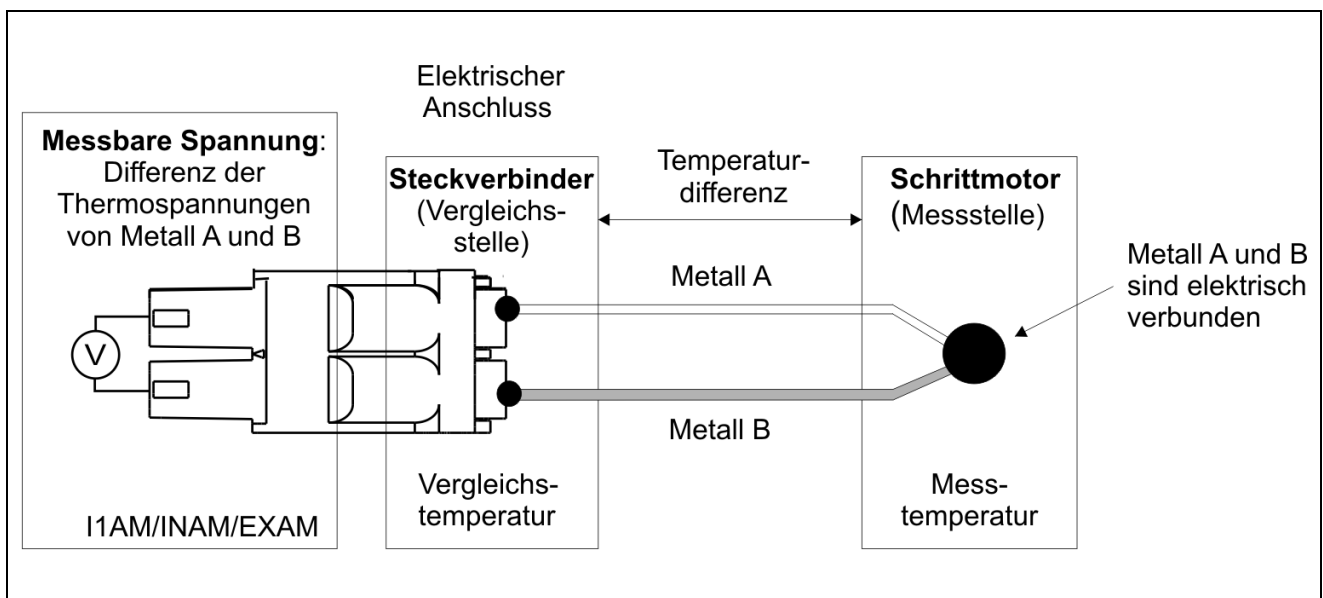 Elektrischer
Anschluss
Messbare Spannung:
Differenz der
Thermospannungen
von Metall A und B
V
I1AM/INAM/EXAM
Steckverbinder
(Vergleichs-
stelle)
Vergleichs-
temperatur
Temperatur-
differenz
Metall A
Metall B
Schrittmotor
(Messstelle)
Mess-
temperatur
Metall A und B
sind elektrisch
verbunden